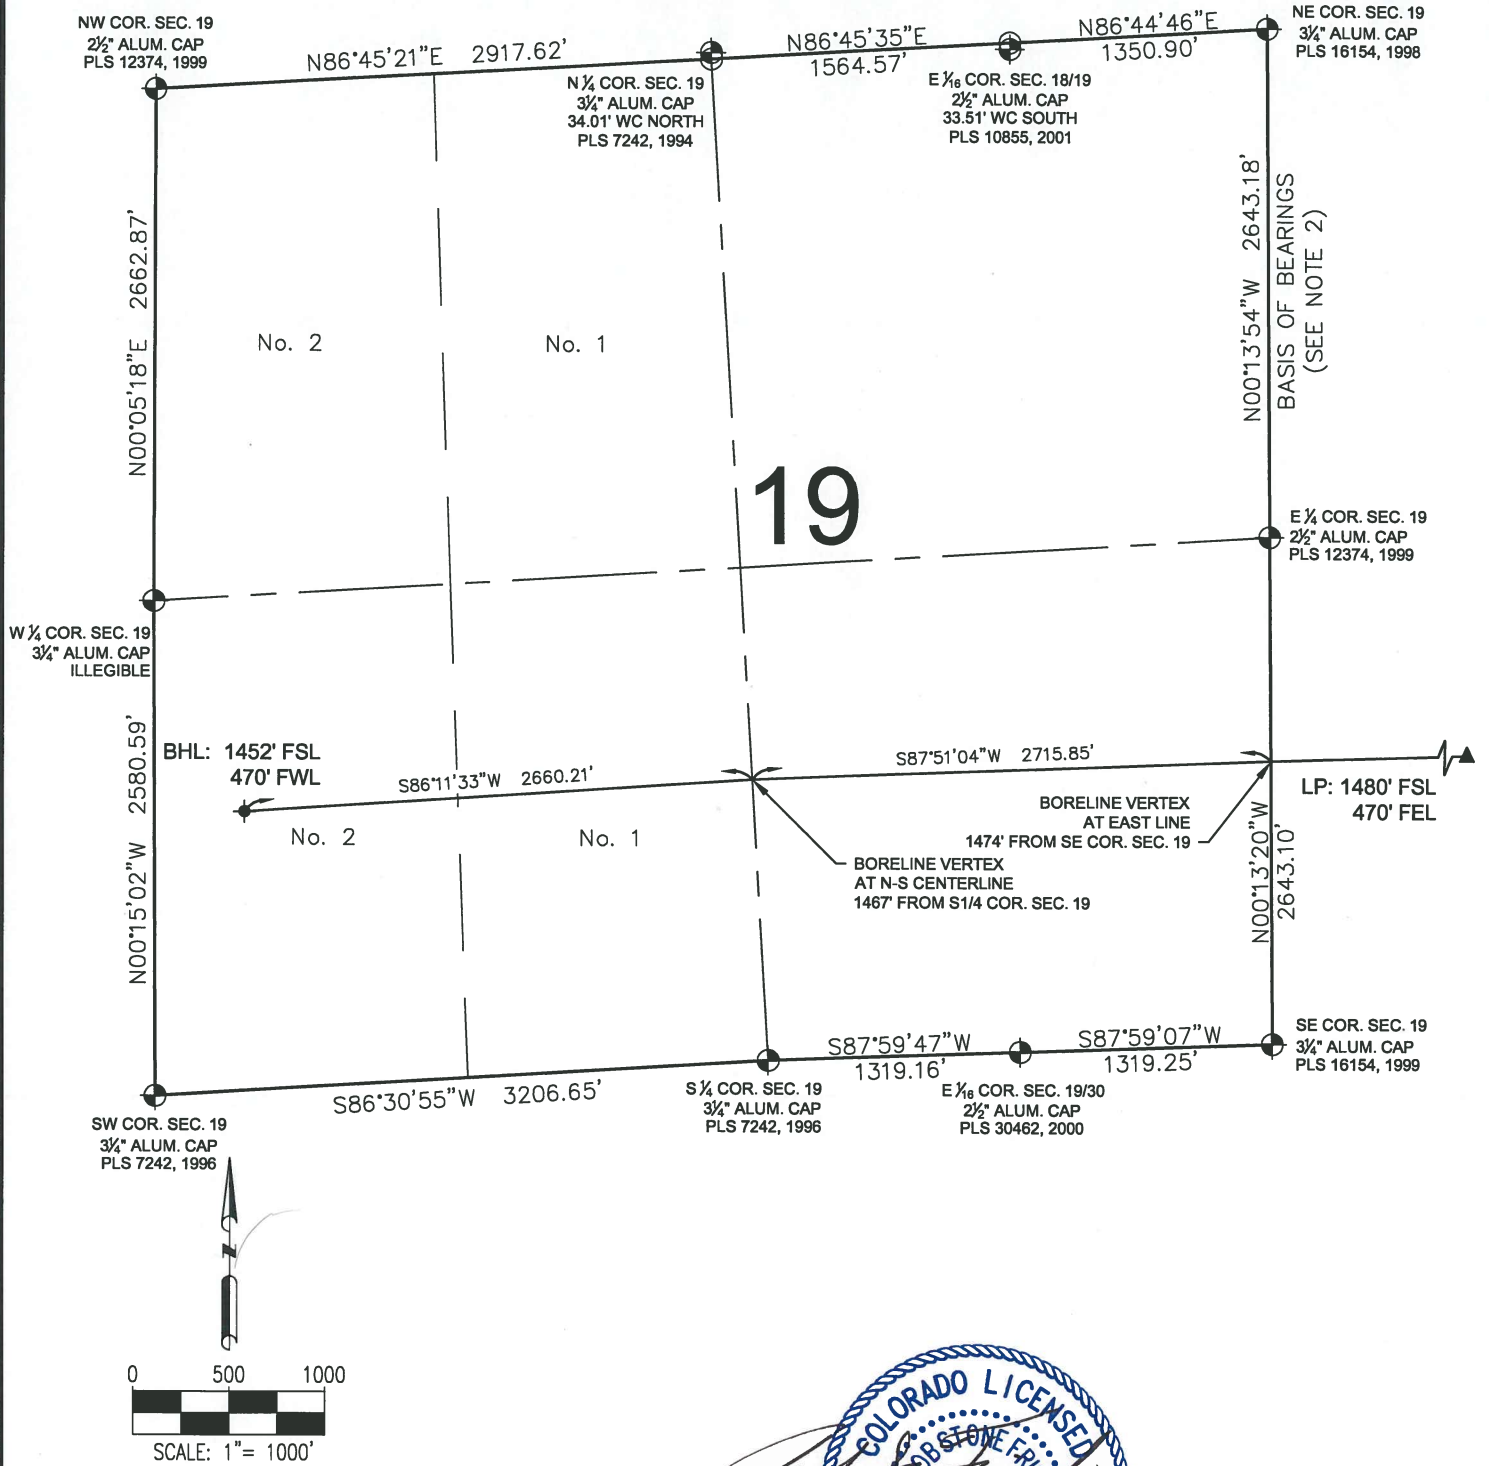 NW COR. SEC. 19
2½" ALUM. CAP
PLS 12374, 1999
N86°45'21"E 2917.62'
N ¼ COR. SEC. 19
3¼" ALUM. CAP
34.01' WC NORTH
PLS 7242, 1994
N86°45'35"E
1564.57'
E ⅟16 COR. SEC. 18/19
2½" ALUM. CAP
33.51' WC SOUTH
PLS 10855, 2001
N86°44'46"E
1350.90'
NE COR. SEC. 19
3¼" ALUM. CAP
PLS 16154, 1998
N00°05'18"E 2662.87'
No. 2
No. 1
N00°13'54"W 2643.18'
BASIS OF BEARINGS
(SEE NOTE 2)
19
E ¼ COR. SEC. 19
2½" ALUM. CAP
PLS 12374, 1999
W ¼ COR. SEC. 19
3¼" ALUM. CAP
ILLEGIBLE
N00°15'02"W 2580.59'
BHL: 1452' FSL
470' FWL
S86°11'33"W 2660.21'
S87°51'04"W 2715.85'
LP: 1480' FSL
470' FEL
No. 2
No. 1
BORELINE VERTEX
AT EAST LINE
1474' FROM SE COR. SEC. 19
BORELINE VERTEX
AT N-S CENTERLINE
1467' FROM S1/4 COR. SEC. 19
N00°13'20"W
2643.10'
SW COR. SEC. 19
3¼" ALUM. CAP
PLS 7242, 1996
S86°30'55"W 3206.65'
S ¼ COR. SEC. 19
3¼" ALUM. CAP
PLS 7242, 1996
S87°59'47"W
1319.16'
E ⅟16 COR. SEC. 19/30
2½" ALUM. CAP
PLS 30462, 2000
S87°59'07"W
1319.25'
SE COR. SEC. 19
3¼" ALUM. CAP
PLS 16154, 1999
N
0 500 1000
SCALE: 1"= 1000'
COLORADO LICENSED